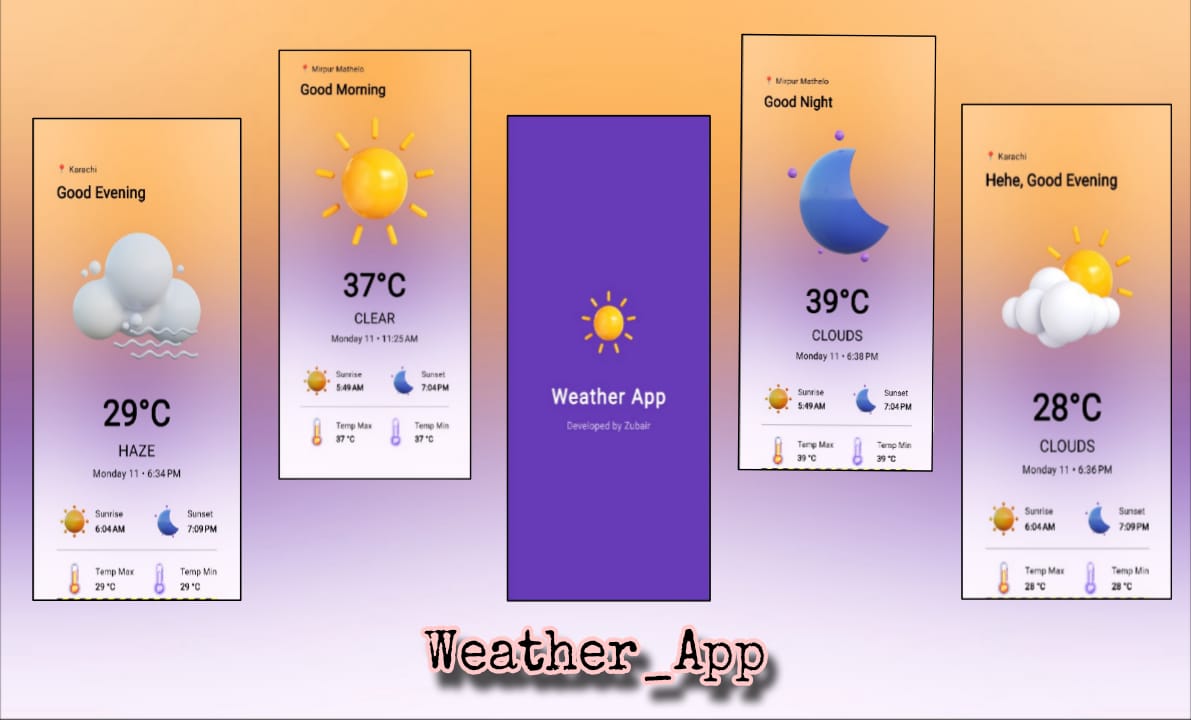 📍 Karachi
Good Evening
29°C
HAZE
Monday 11 • 6:34 PM
Sunrise
6:04 AM
Sunset
7:09 PM
Temp Max
29 °C
Temp Min
29 °C
📍 Mirpur Mathelo
Good Morning
37°C
CLEAR
Monday 11 • 11:25 AM
Sunrise
5:49 AM
Sunset
7:04 PM
Temp Max
37 °C
Temp Min
37 °C
Weather App
Developed by Zubair
📍 Mirpur Mathelo
Good Night
39°C
CLOUDS
Monday 11 • 6:38 PM
Sunrise
5:49 AM
Sunset
7:04 PM
Temp Max
39 °C
Temp Min
39 °C
📍 Karachi
Hehe, Good Evening
28°C
CLOUDS
Monday 11 • 6:36 PM
Sunrise
6:04 AM
Sunset
7:09 PM
Temp Max
28 °C
Temp Min
28 °C
Weather_App